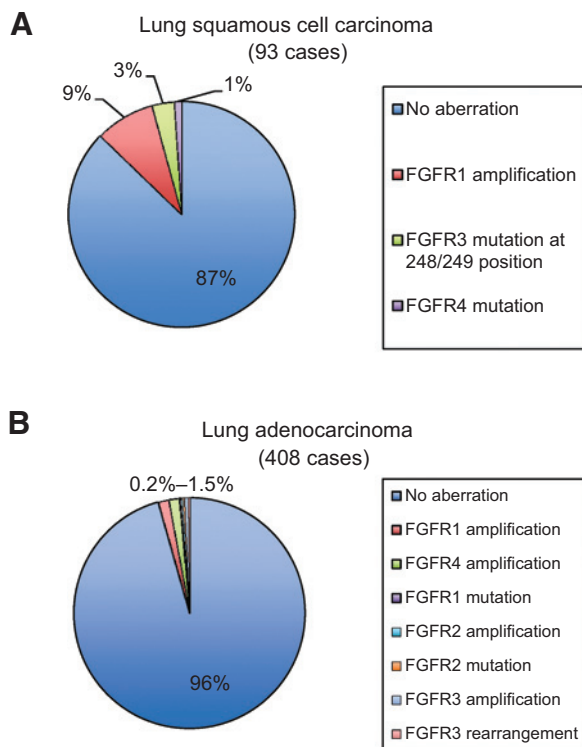 A
Lung squamous cell carcinoma
(93 cases)
3%
1%
9%
87%
No aberration
FGFR1 amplification
FGFR3 mutation at
248/249 position
FGFR4 mutation
B
Lung adenocarcinoma
(408 cases)
0.2%–1.5%
96%
No aberration
FGFR1 amplification
FGFR4 amplification
FGFR1 mutation
FGFR2 amplification
FGFR2 mutation
FGFR3 amplification
FGFR3 rearrangement